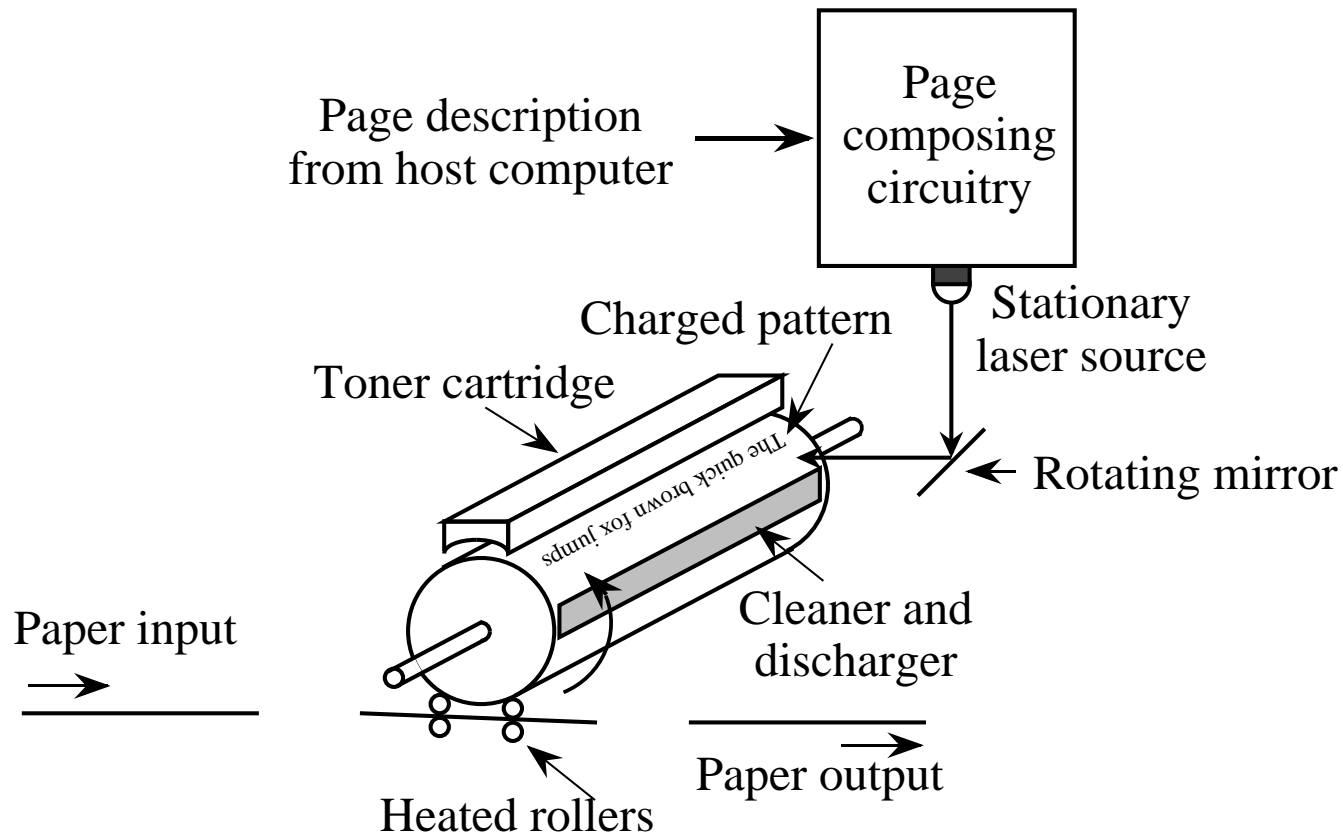 Page description
from host computer
Page
composing
circuitry
Stationary
laser source
Charged pattern
Toner cartridge
The quick brown fox jumps
Rotating mirror
Cleaner and
discharger
Paper input
Paper output
Heated rollers